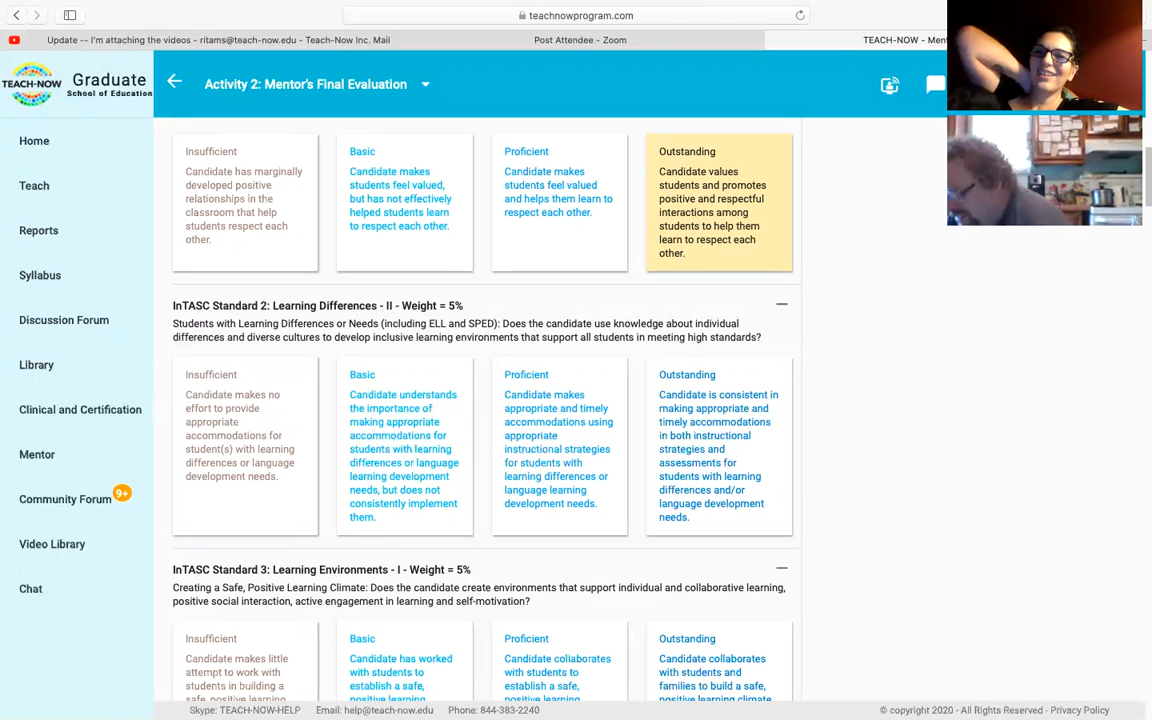 teachnowprogram.com
Update -- I'm attaching the videos - ritams@teach-now.edu - Teach-Now Inc. Mail
Post Attendee - Zoom
TEACH-NOW - Men
TEACH-NOW
Graduate
School of Education
Activity 2: Mentor's Final Evaluation
Home
Teach
Reports
Syllabus
Discussion Forum
Library
Clinical and Certification
Mentor
Community Forum
9+
Video Library
Chat
Insufficient
Candidate has marginally
developed positive
relationships in the
classroom that help
students respect each
other.
Basic
Candidate makes
students feel valued,
but has not effectively
helped students learn
to respect each other.
Proficient
Candidate makes
students feel valued
and helps them learn to
respect each other.
Outstanding
Candidate values
students and promotes
positive and respectful
interactions among
students to help them
learn to respect each
other.
InTASC Standard 2: Learning Differences - II - Weight = 5%
Students with Learning Differences or Needs (including ELL and SPED): Does the candidate use knowledge about individual
differences and diverse cultures to develop inclusive learning environments that support all students in meeting high standards?
Insufficient
Candidate makes no
effort to provide
appropriate
accommodations for
student(s) with learning
differences or language
development needs.
Basic
Candidate understands
the importance of
making appropriate
accommodations for
students with learning
differences or language
learning development
needs, but does not
consistently implement
them.
Proficient
Candidate makes
appropriate and timely
accommodations using
appropriate
instructional strategies
for students with
learning differences or
language learning
development needs.
Outstanding
Candidate is consistent in
making appropriate and
timely accommodations
in both instructional
strategies and
assessments for
students with learning
differences and/or
language development
needs.
InTASC Standard 3: Learning Environments - I - Weight = 5%
Creating a Safe, Positive Learning Climate: Does the candidate create environments that support individual and collaborative learning,
positive social interaction, active engagement in learning and self-motivation?
Insufficient
Candidate makes little
attempt to work with
students in building a
safe, positive learning
Basic
Candidate has worked
with students to
establish a safe,
positive learning
Proficient
Candidate collaborates
with students to
establish a safe,
positive learning
Outstanding
Candidate collaborates
with students and
families to build a safe,
positive learning climate
Skype: TEACH-NOW-HELP Email: help@teach-now.edu Phone: 844-383-2240
© copyright 2020 - All Rights Reserved - Privacy Policy